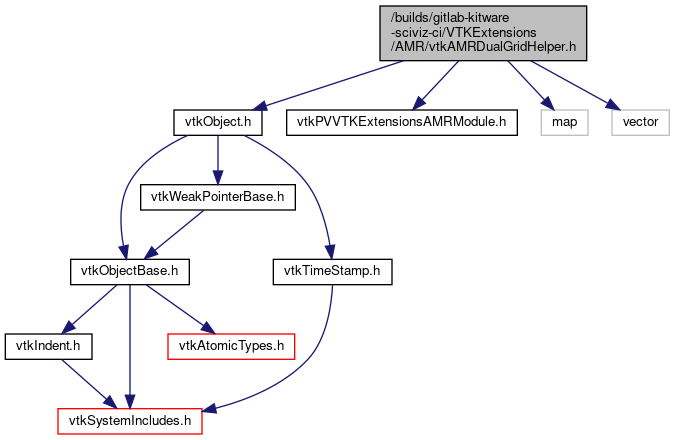 /builds/gitlab-kitware
-sciviz-ci/VTKExtensions
/AMR/vtkAMRDualGridHelper.h
vtkObject.h
vtkPVVTKExtensionsAMRModule.h
map
vector
vtkWeakPointerBase.h
vtkObjectBase.h
vtkTimeStamp.h
vtkIndent.h
vtkAtomicTypes.h
vtkSystemIncludes.h